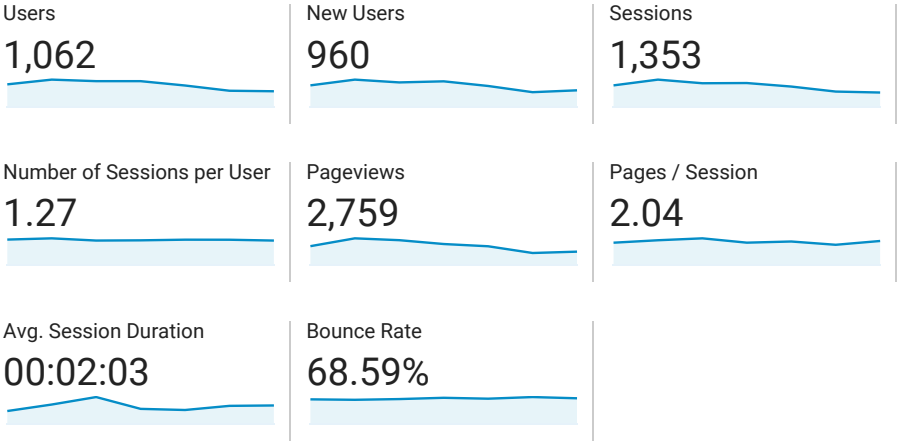 Users
1,062
New Users
960
Sessions
1,353
Number of Sessions per User
1.27
Pageviews
2,759
Pages / Session
2.04
Avg. Session Duration
00:02:03
Bounce Rate
68.59%